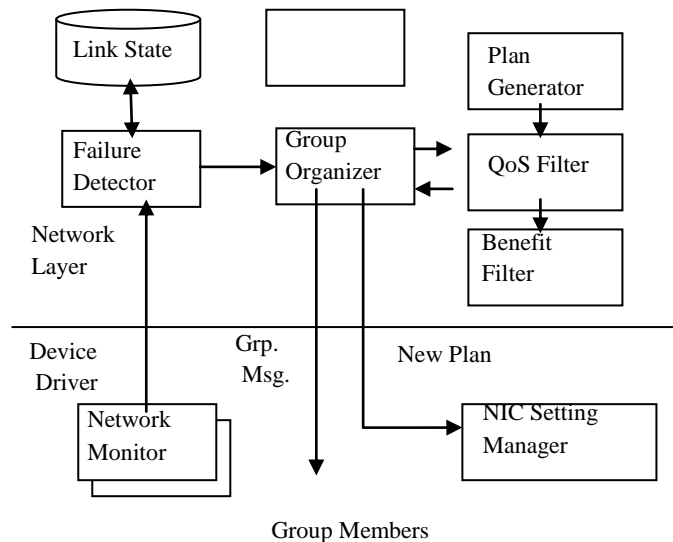 Link State
Plan
Generator
Failure
Detector
Group
Organizer
QoS Filter
Network
Layer
Benefit
Filter
Device
Driver
Grp.
Msg.
New Plan
Network
Monitor
NIC Setting
Manager
Group Members